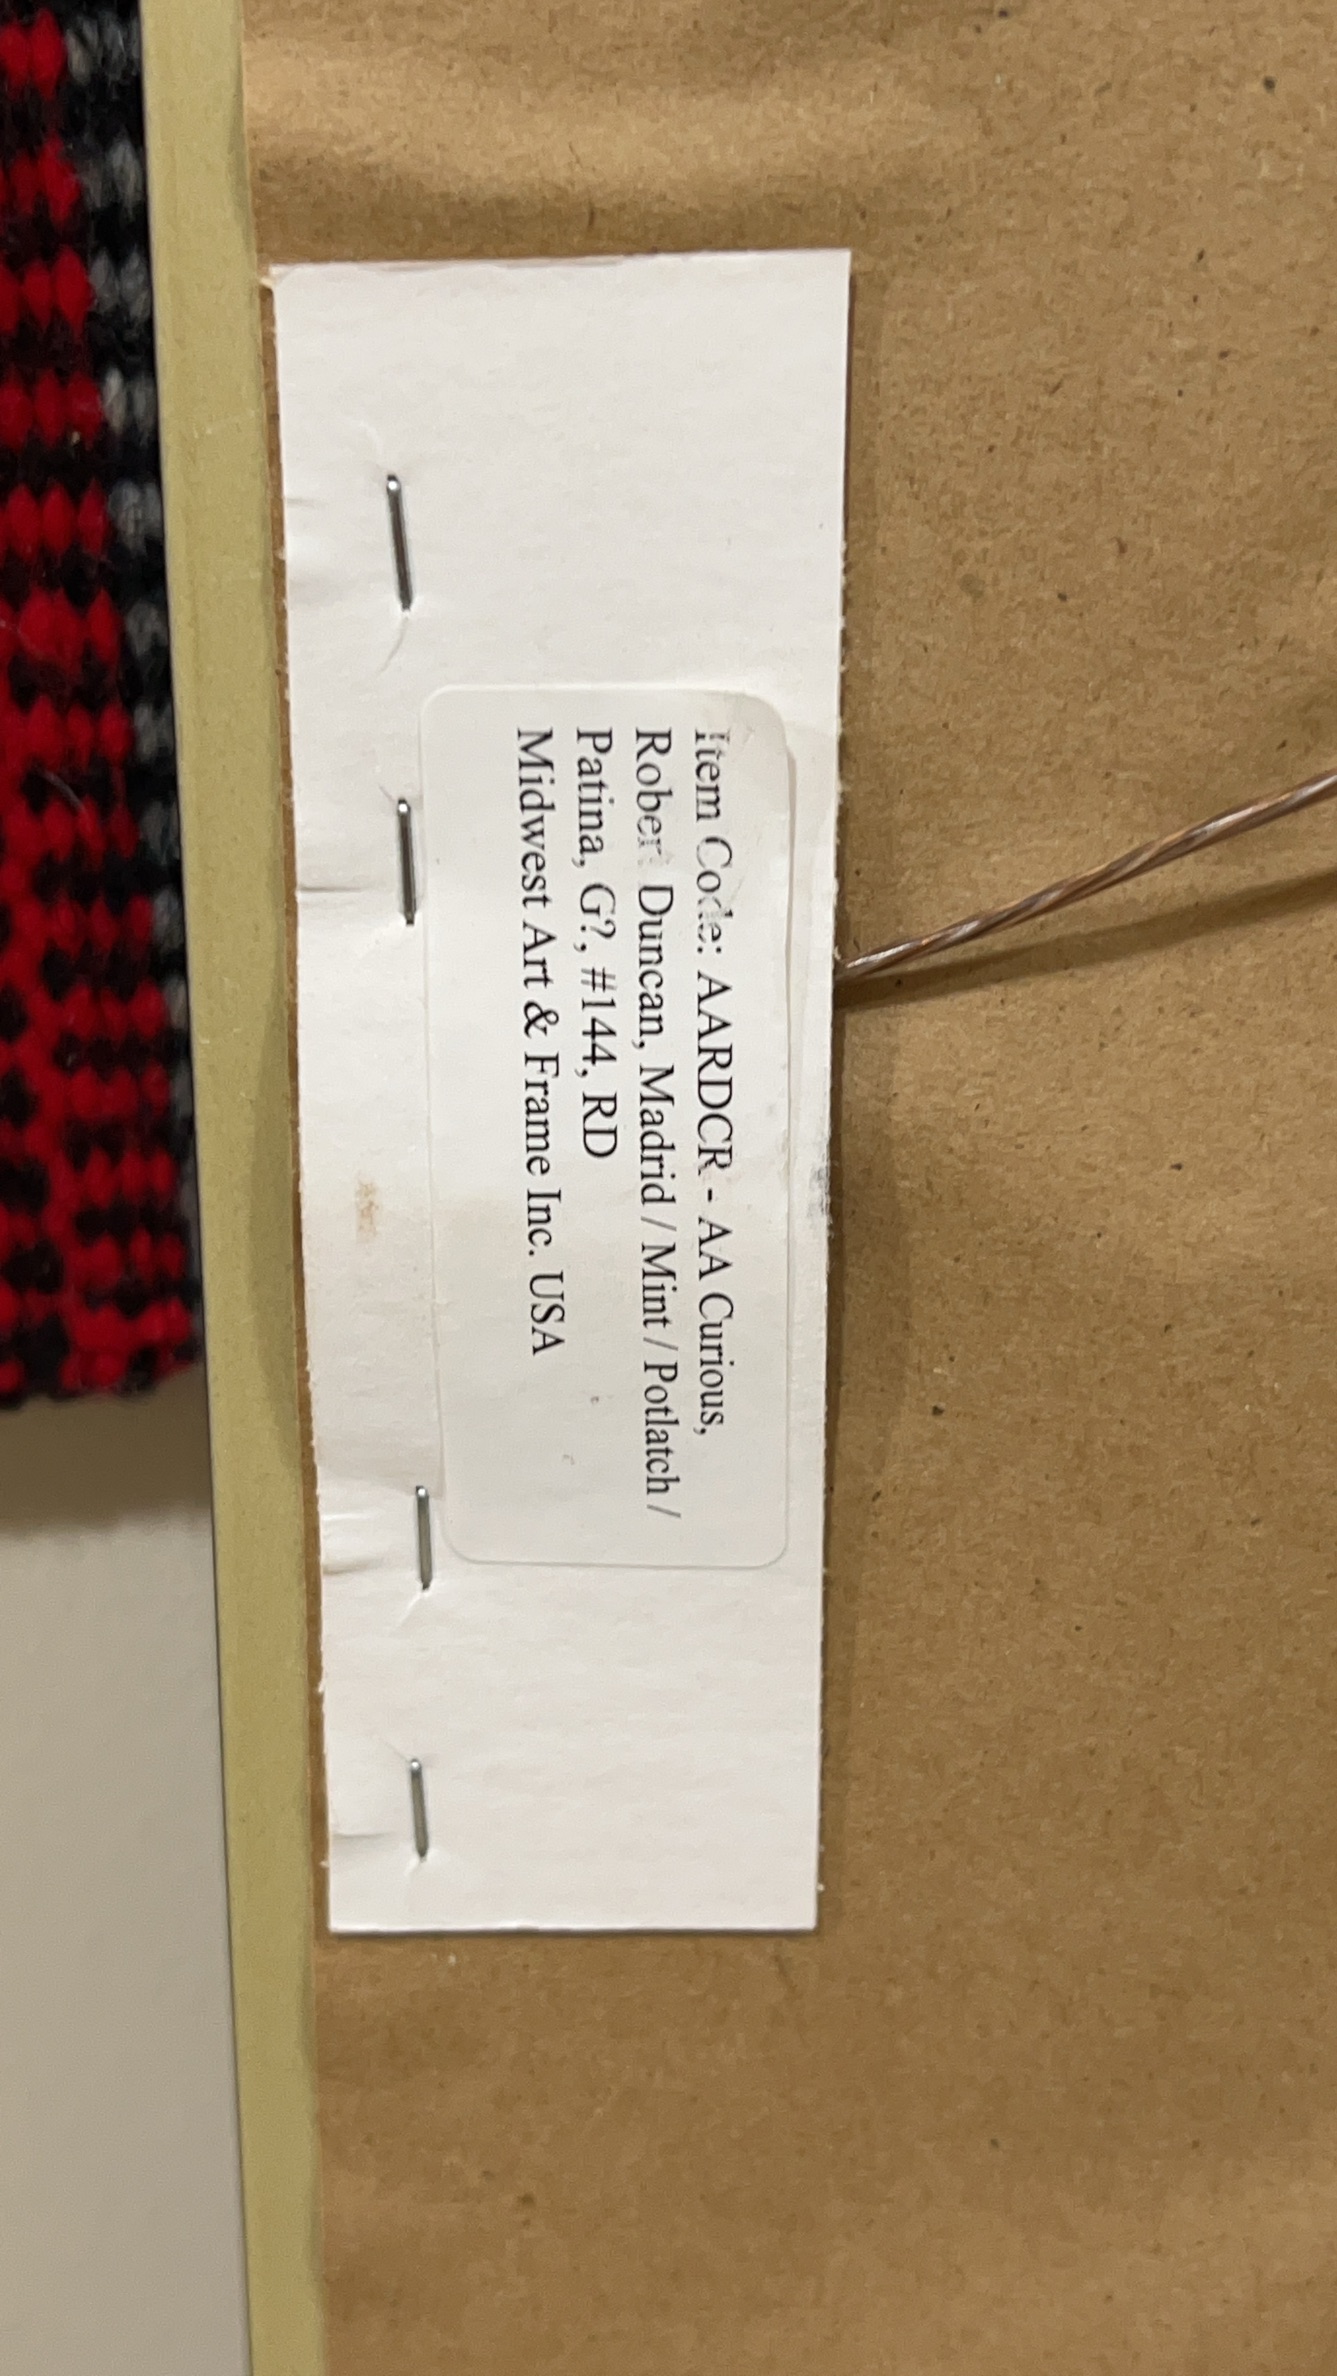 Item Code: AARDCR - AA Curious,
Robert Duncan, Madrid / Mint / Potlatch /
Patina, G?, #144, RD
Midwest Art & Frame Inc. USA